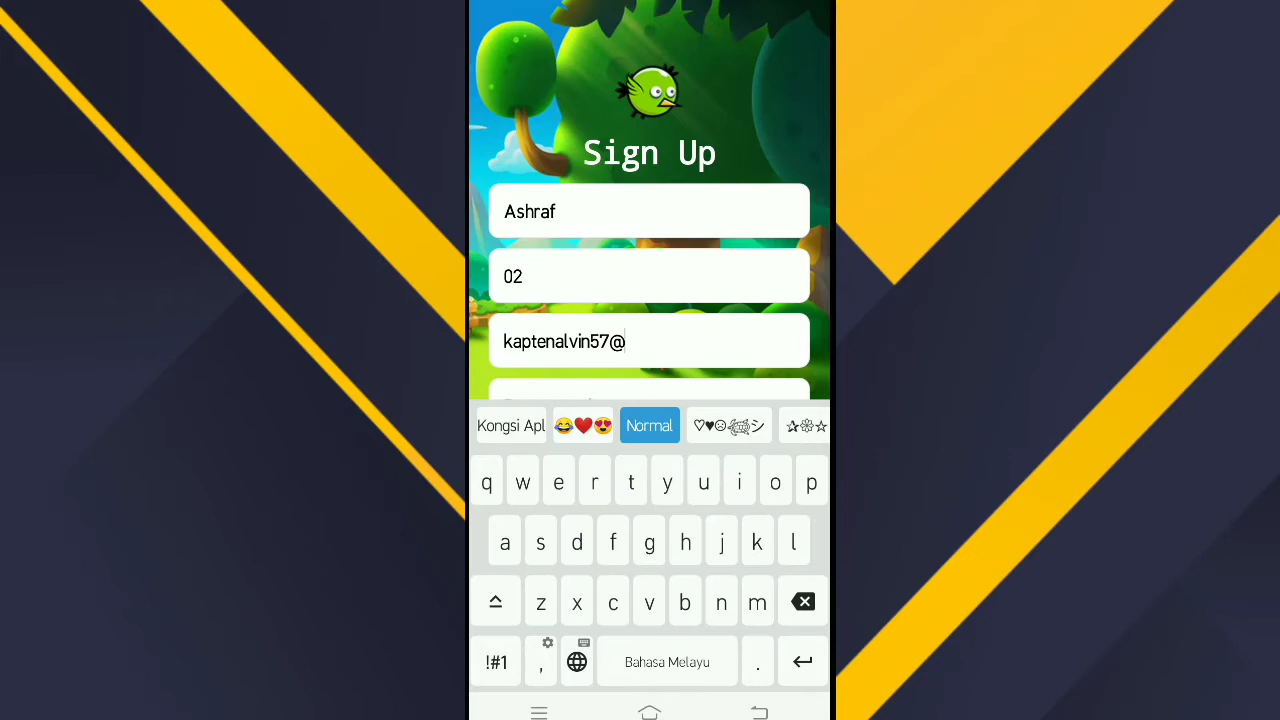 Sign Up
Ashraf
02
kaptenalvin57@
Kongsi Apl 😂❤️😍 Normal
q w e r t y u i o p
a s d f g h j k l
z x c v b n m
!#1 , Bahasa Melayu .